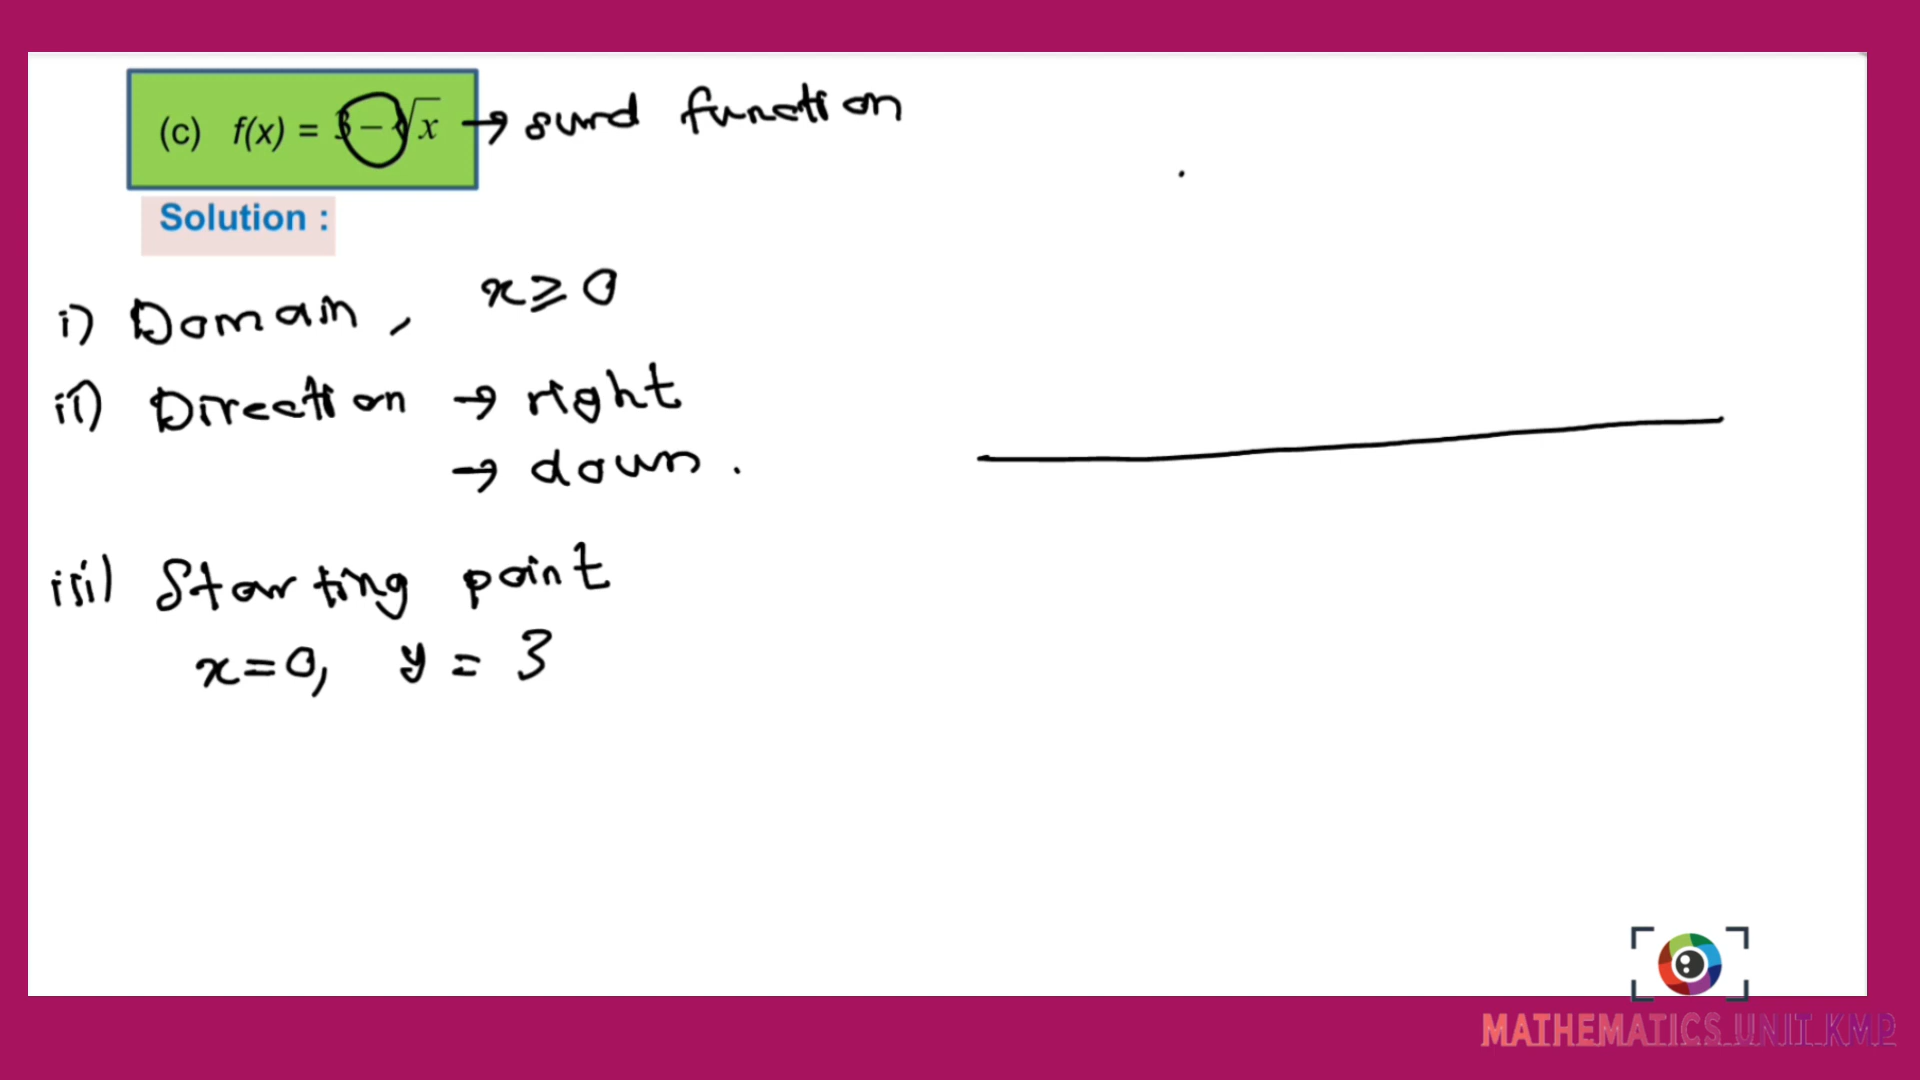 (c) f(x) = 3 − √x → surd function
Solution :
i) Domain, x ≥ 0
ii) Direction → right
→ down.
iii) Starting point
x=0, y = 3
MATHEMATICS UNIT KMP